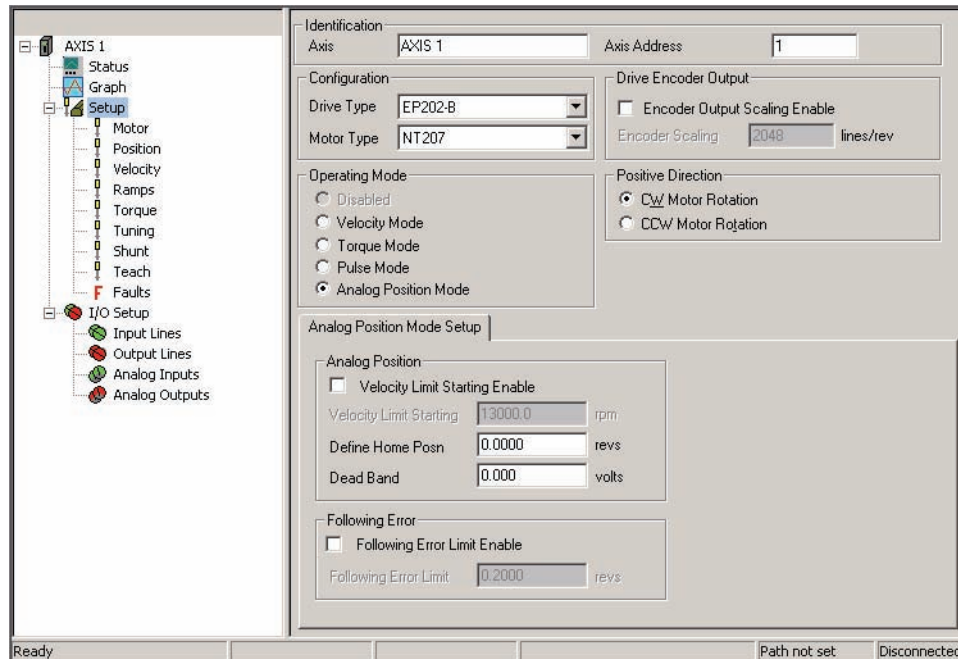 AXIS 1
Status
Graph
Setup
Motor
Position
Velocity
Ramps
Torque
Tuning
Shunt
Teach
F Faults
I/O Setup
Input Lines
Output Lines
Analog Inputs
Analog Outputs
Identification
Axis AXIS 1 Axis Address 1
Configuration
Drive Type EP202-B
Motor Type NT207
Drive Encoder Output
Encoder Output Scaling Enable
Encoder Scaling 2048 lines/rev
Operating Mode
Disabled
Velocity Mode
Torque Mode
Pulse Mode
Analog Position Mode
Positive Direction
CW Motor Rotation
CCW Motor Rotation
Analog Position Mode Setup
Analog Position
Velocity Limit Starting Enable
Velocity Limit Starting 13000.0 rpm
Define Home Posn 0.0000 revs
Dead Band 0.000 volts
Following Error
Following Error Limit Enable
Following Error Limit 0.2000 revs
Ready Path not set Disconnected